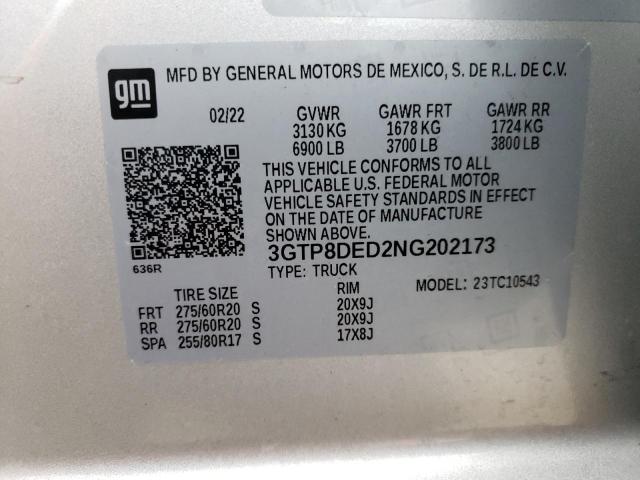 gm
MFD BY GENERAL MOTORS DE MEXICO, S. DE R.L. DE C.V.
02/22 GVWR GAWR FRT GAWR RR
3130 KG 1678 KG 1724 KG
6900 LB 3700 LB 3800 LB
THIS VEHICLE CONFORMS TO ALL
APPLICABLE U.S. FEDERAL MOTOR
VEHICLE SAFETY STANDARDS IN EFFECT
ON THE DATE OF MANUFACTURE
SHOWN ABOVE.
3GTP8DED2NG202173
636R TYPE: TRUCK
TIRE SIZE RIM MODEL: 23TC10543
FRT 275/60R20 S 20X9J
RR 275/60R20 S 20X9J
SPA 255/80R17 S 17X8J